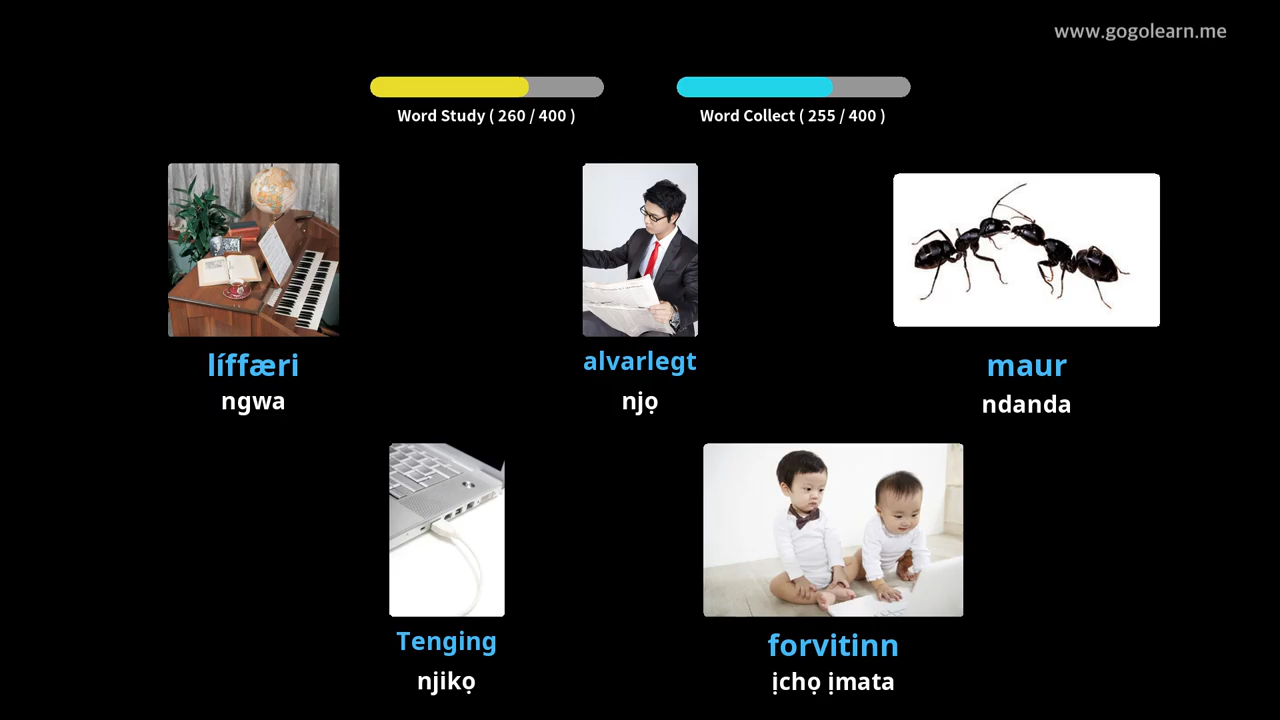 www.gogolearn.me
Word Study ( 260 / 400 )
Word Collect ( 255 / 400 )
líffæri
ngwa
alvarlegt
njọ
maur
ndanda
Tenging
njikọ
forvitinn
ịchọ ịmata